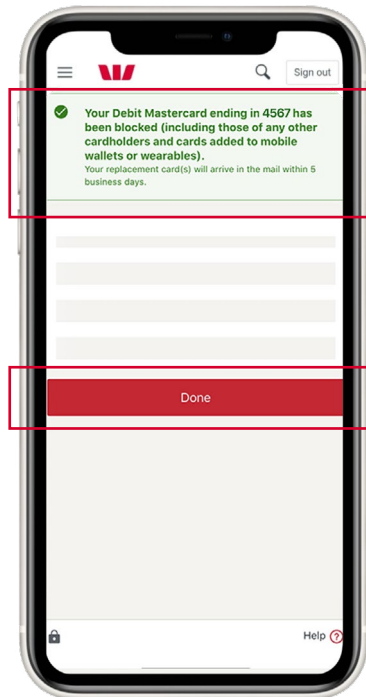 Sign out
Your Debit Mastercard ending in 4567 has
been blocked (including those of any other
cardholders and cards added to mobile
wallets or wearables).
Your replacement card(s) will arrive in the mail within 5
business days.
Done
Help